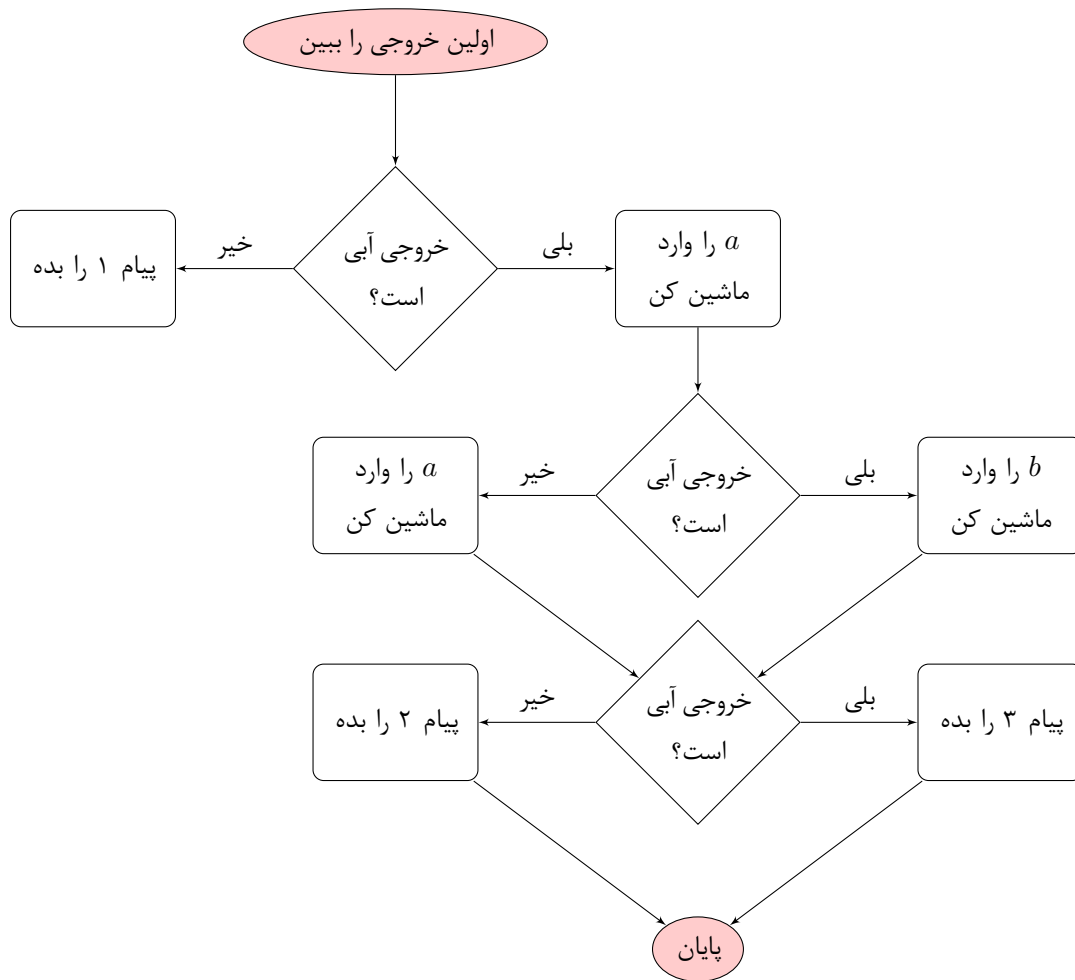 اولین خروجی را ببین
خروجی آبی
است؟
بلی
خیر
a را وارد
ماشین کن
پیام ۱ را بده
خروجی آبی
است؟
بلی
خیر
b را وارد
ماشین کن
a را وارد
ماشین کن
خروجی آبی
است؟
بلی
خیر
پیام ۳ را بده
پیام ۲ را بده
پایان